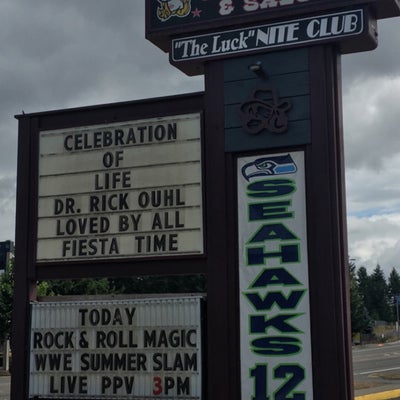 & SAL
"The Luck" NITE CLUB
CELEBRATION
OF
LIFE
DR. RICK OUHL
LOVED BY ALL
FIESTA TIME
TODAY
ROCK & ROLL MAGIC
WWE SUMMER SLAM
LIVE PPV 3PM
SEAHAWKS
12